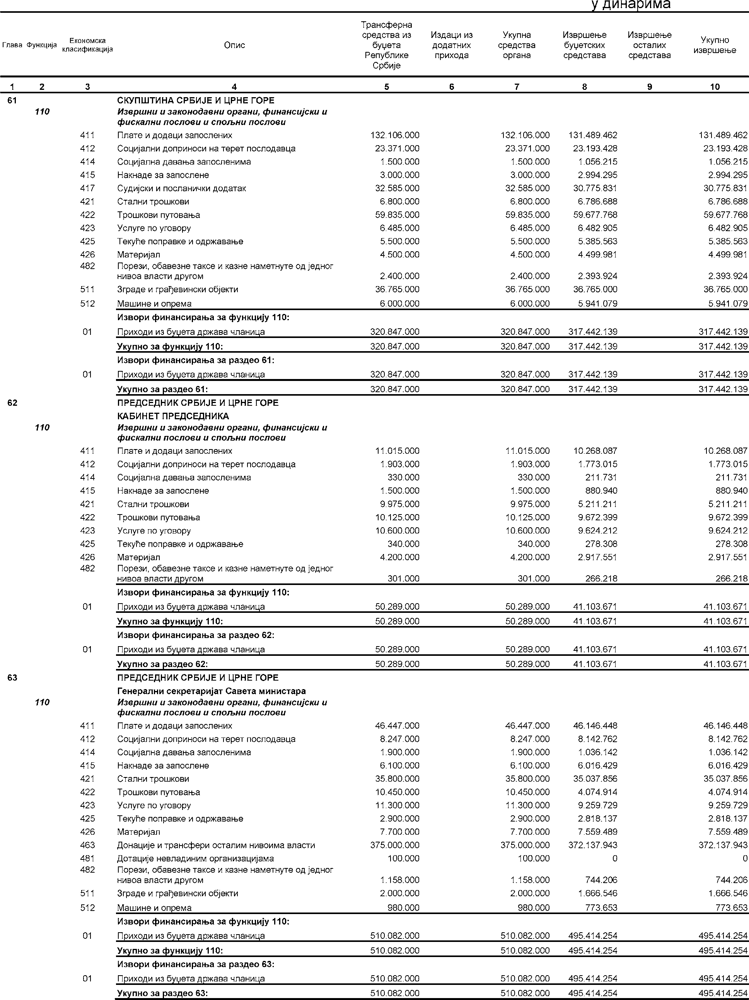 у динарима
Глава Функција Економска класификација Опис Трансферна средства из буџета Републике Србије Издаци из додатних прихода Укупна средства органа Извршење буџетских средстава Извршење осталих средстава Укупно извршење
1 2 3 4 5 6 7 8 9 10
61 СКУПШТИНА СРБИЈЕ И ЦРНЕ ГОРЕ
110 Извршни и законодавни органи, финансијски и
фискални послови и спољни послови
411 Плате и додаци запослених 132.106.000 132.106.000 131.489.462 131.489.462
412 Социјални доприноси на терет послодавца 23.371.000 23.371.000 23.193.428 23.193.428
414 Социјална давања запосленима 1.500.000 1.500.000 1.056.215 1.056.215
415 Накнаде за запослене 3.000.000 3.000.000 2.994.295 2.994.295
417 Судијски и посланички додатак 32.585.000 32.585.000 30.775.831 30.775.831
421 Стални трошкови 6.800.000 6.800.000 6.786.688 6.786.688
422 Трошкови путовања 59.835.000 59.835.000 59.677.768 59.677.768
423 Услуге по уговору 6.485.000 6.485.000 6.482.905 6.482.905
425 Текуће поправке и одржавање 5.500.000 5.500.000 5.385.563 5.385.563
426 Материјал 4.500.000 4.500.000 4.499.981 4.499.981
482 Порези, обавезне таксе и казне наметнуте од једног
нивоа власти другом 2.400.000 2.400.000 2.393.924 2.393.924
511 Зграде и грађевински објекти 36.765.000 36.765.000 36.765.000 36.765.000
512 Машине и опрема 6.000.000 6.000.000 5.941.079 5.941.079
Извори финансирања за функцију 110:
01 Приходи из буџета држава чланица 320.847.000 320.847.000 317.442.139 317.442.139
Укупно за функцију 110: 320.847.000 320.847.000 317.442.139 317.442.139
Извори финансирања за раздео 61:
01 Приходи из буџета држава чланица 320.847.000 320.847.000 317.442.139 317.442.139
Укупно за раздео 61: 320.847.000 320.847.000 317.442.139 317.442.139
62 ПРЕДСЕДНИК СРБИЈЕ И ЦРНЕ ГОРЕ
КАБИНЕТ ПРЕДСЕДНИКА
110 Извршни и законодавни органи, финансијски и
фискални послови и спољни послови
411 Плате и додаци запослених 11.015.000 11.015.000 10.268.087 10.268.087
412 Социјални доприноси на терет послодавца 1.903.000 1.903.000 1.773.015 1.773.015
414 Социјална давања запосленима 330.000 330.000 211.731 211.731
415 Накнаде за запослене 1.500.000 1.500.000 880.940 880.940
421 Стални трошкови 9.975.000 9.975.000 5.211.211 5.211.211
422 Трошкови путовања 10.125.000 10.125.000 9.672.399 9.672.399
423 Услуге по уговору 10.600.000 10.600.000 9.624.212 9.624.212
425 Текуће поправке и одржавање 340.000 340.000 278.308 278.308
426 Материјал 4.200.000 4.200.000 2.917.551 2.917.551
482 Порези, обавезне таксе и казне наметнуте од једног
нивоа власти другом 301.000 301.000 266.218 266.218
Извори финансирања за функцију 110:
01 Приходи из буџета држава чланица 50.289.000 50.289.000 41.103.671 41.103.671
Укупно за функцију 110: 50.289.000 50.289.000 41.103.671 41.103.671
Извори финансирања за раздео 62:
01 Приходи из буџета држава чланица 50.289.000 50.289.000 41.103.671 41.103.671
Укупно за раздео 62: 50.289.000 50.289.000 41.103.671 41.103.671
63 ПРЕДСЕДНИК СРБИЈЕ И ЦРНЕ ГОРЕ
Генерални секретаријат Савета министара
110 Извршни и законодавни органи, финансијски и
фискални послови и спољни послови
411 Плате и додаци запослених 46.447.000 46.447.000 46.146.448 46.146.448
412 Социјални доприноси на терет послодавца 8.247.000 8.247.000 8.142.762 8.142.762
414 Социјална давања запосленима 1.900.000 1.900.000 1.036.142 1.036.142
415 Накнаде за запослене 6.100.000 6.100.000 6.016.429 6.016.429
421 Стални трошкови 35.800.000 35.800.000 35.037.856 35.037.856
422 Трошкови путовања 10.450.000 10.450.000 4.074.914 4.074.914
423 Услуге по уговору 11.300.000 11.300.000 9.259.729 9.259.729
425 Текуће поправке и одржавање 2.900.000 2.900.000 2.818.137 2.818.137
426 Материјал 7.700.000 7.700.000 7.559.489 7.559.489
463 Донације и трансфери осталим нивоима власти 375.000.000 375.000.000 372.137.943 372.137.943
481 Дотације невладиним организацијама 100.000 100.000 0 0
482 Порези, обавезне таксе и казне наметнуте од једног
нивоа власти другом 1.158.000 1.158.000 744.206 744.206
511 Зграде и грађевински објекти 2.000.000 2.000.000 1.666.546 1.666.546
512 Машине и опрема 980.000 980.000 773.653 773.653
Извори финансирања за функцију 110:
01 Приходи из буџета држава чланица 510.082.000 510.082.000 495.414.254 495.414.254
Укупно за функцију 110: 510.082.000 510.082.000 495.414.254 495.414.254
Извори финансирања за раздео 63:
01 Приходи из буџета држава чланица 510.082.000 510.082.000 495.414.254 495.414.254
Укупно за раздео 63: 510.082.000 510.082.000 495.414.254 495.414.254